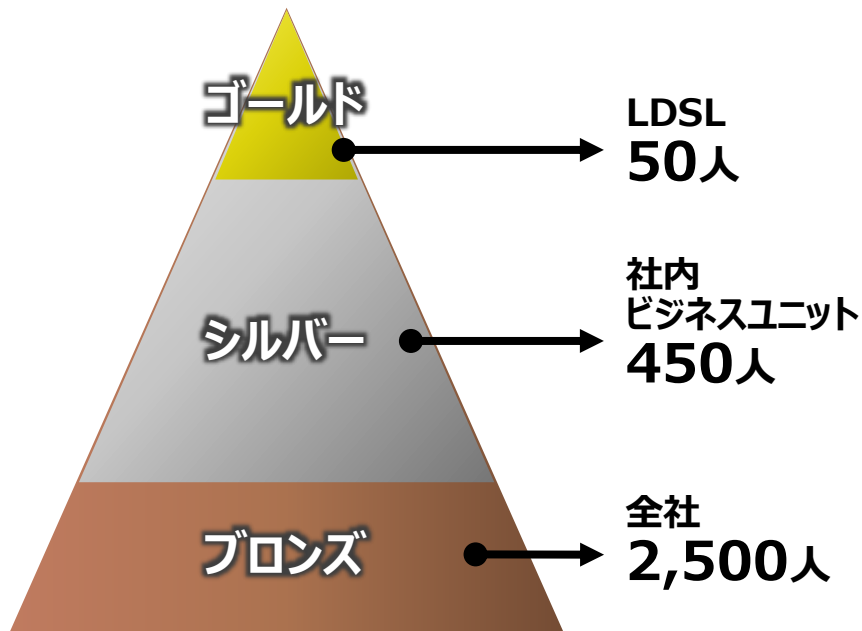 ゴールド
LDSL
50人
シルバー
社内
ビジネスユニット
450人
ブロンズ
全社
2,500人